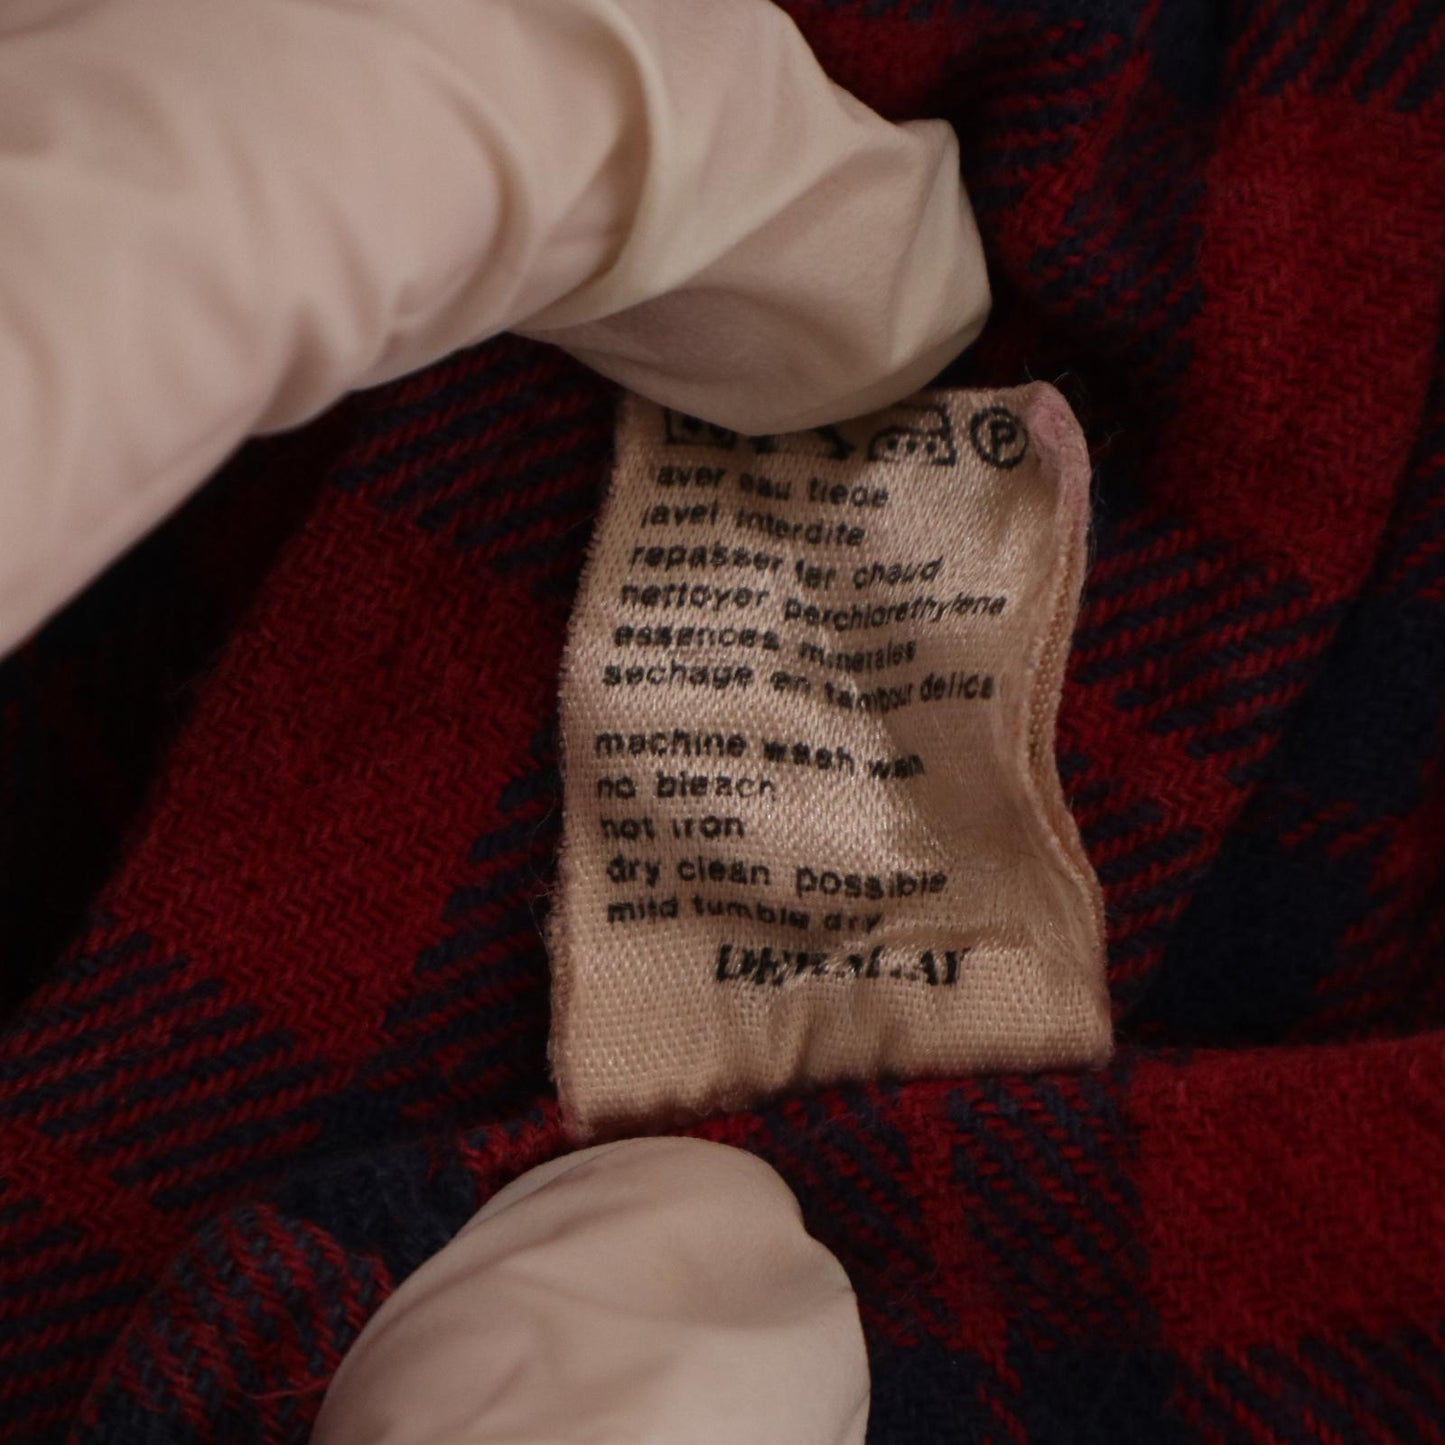 P
laver eau tiede
javel interdite
repasser fer chaud
nettoyer perchlorethylene
essences minerales
sechage en tambour delica
machine wash
no bleach
hot iron
dry clean possible
mild tumble dry